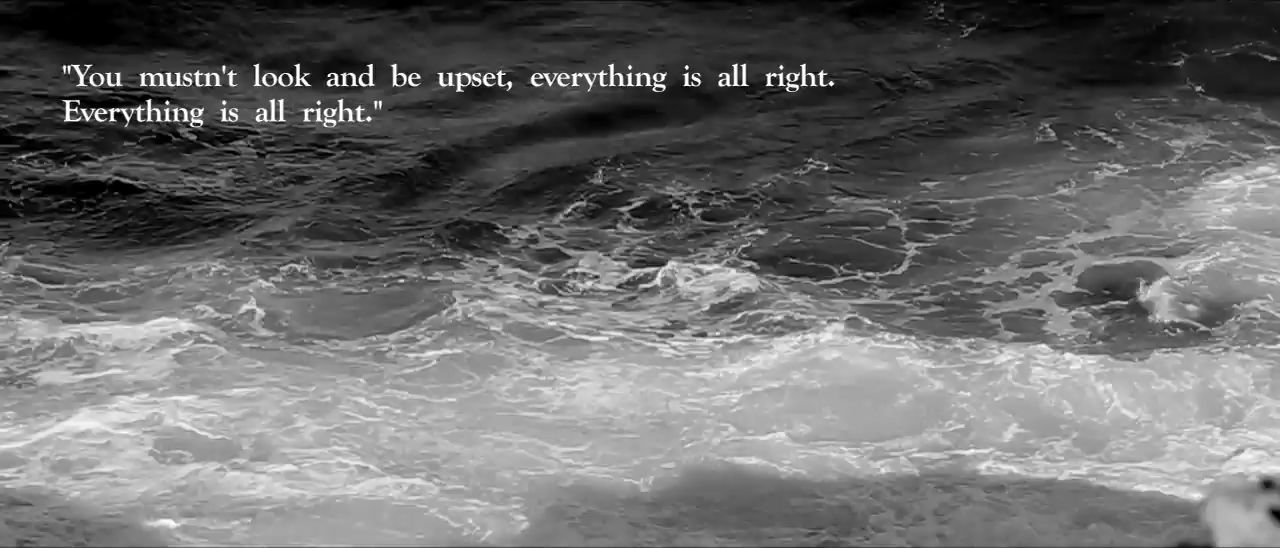 "You mustn't look and be upset, everything is all right.
Everything is all right."